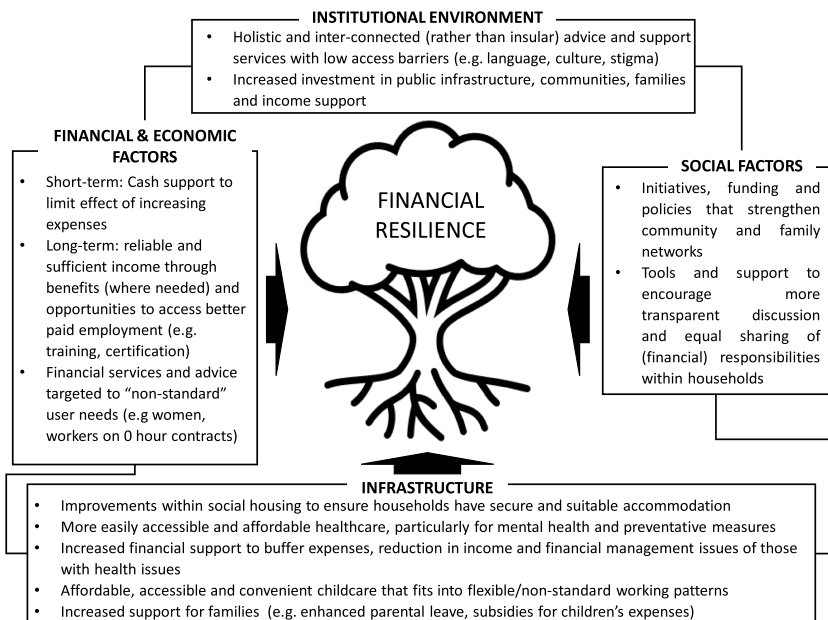 INSTITUTIONAL ENVIRONMENT
• Holistic and inter-connected (rather than insular) advice and support
services with low access barriers (e.g. language, culture, stigma)
• Increased investment in public infrastructure, communities, families
and income support
FINANCIAL & ECONOMIC
FACTORS
• Short-term: Cash support to
limit effect of increasing
expenses
• Long-term: reliable and
sufficient income through
benefits (where needed) and
opportunities to access better
paid employment (e.g.
training, certification)
• Financial services and advice
targeted to “non-standard”
user needs (e.g women,
workers on 0 hour contracts)
FINANCIAL
RESILIENCE
SOCIAL FACTORS
• Initiatives, funding and
policies that strengthen
community and family
networks
• Tools and support to
encourage more
transparent discussion
and equal sharing of
(financial) responsibilities
within households
INFRASTRUCTURE
• Improvements within social housing to ensure households have secure and suitable accommodation
• More easily accessible and affordable healthcare, particularly for mental health and preventative measures
• Increased financial support to buffer expenses, reduction in income and financial management issues of those
with health issues
• Affordable, accessible and convenient childcare that fits into flexible/non-standard working patterns
• Increased support for families (e.g. enhanced parental leave, subsidies for children’s expenses)